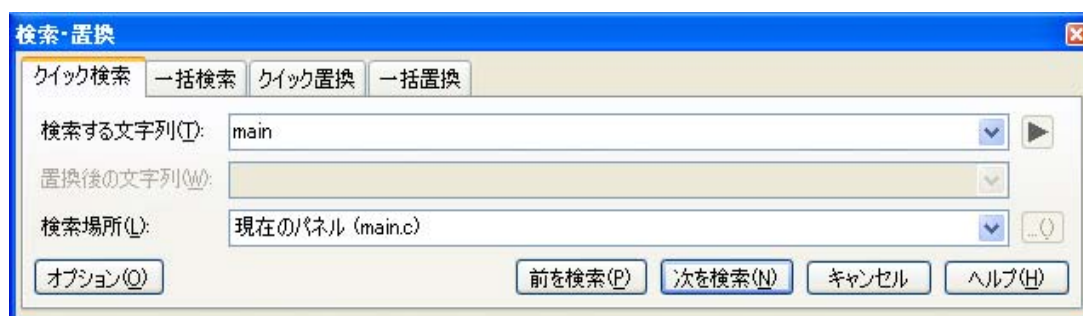 検索・置換
クイック検索 一括検索 クイック置換 一括置換
検索する文字列(T): main
置換後の文字列(W):
検索場所(L): 現在のパネル (main.c)
...()
オプション(O) 前を検索(P) 次を検索(N) キャンセル ヘルプ(H)